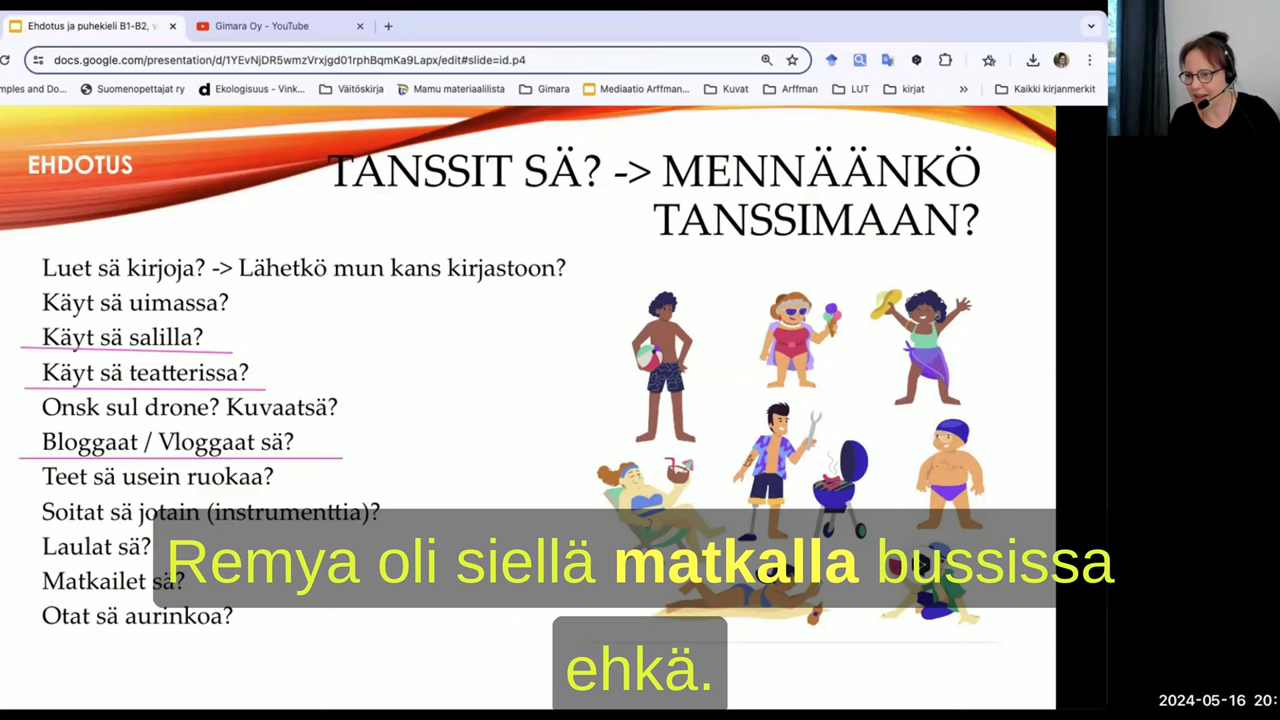 Ehdotus ja puhekieli B1-B2, v
Gimara Oy - YouTube
docs.google.com/presentation/d/1YEvNjDR5wmzVrxjgd01rphBqmKa9Lapx/edit#slide=id.p4
mples and Do...
Suomenopettajat ry
Ekologisuus - Vink...
Väitöskirja
Mamu materiaalilista
Gimara
Mediaatio Arffman...
Kuvat
Arffman
LUT
kirjat
»
Kaikki kirjanmerkit
EHDOTUS
TANSSIT SÄ? -> MENNÄÄNKÖ
TANSSIMAAN?
Luet sä kirjoja? -> Lähetkö mun kans kirjastoon?
Käyt sä uimassa?
Käyt sä salilla?
Käyt sä teatterissa?
Onsk sul drone? Kuvaatsä?
Bloggaat / Vloggaat sä?
Teet sä usein ruokaa?
Soitat sä jotain (instrumenttia)?
Laulat sä?
Matkailet sä?
Otat sä aurinkoa?
Remya oli siellä matkalla bussissa
ehkä.
2024-05-16 20: